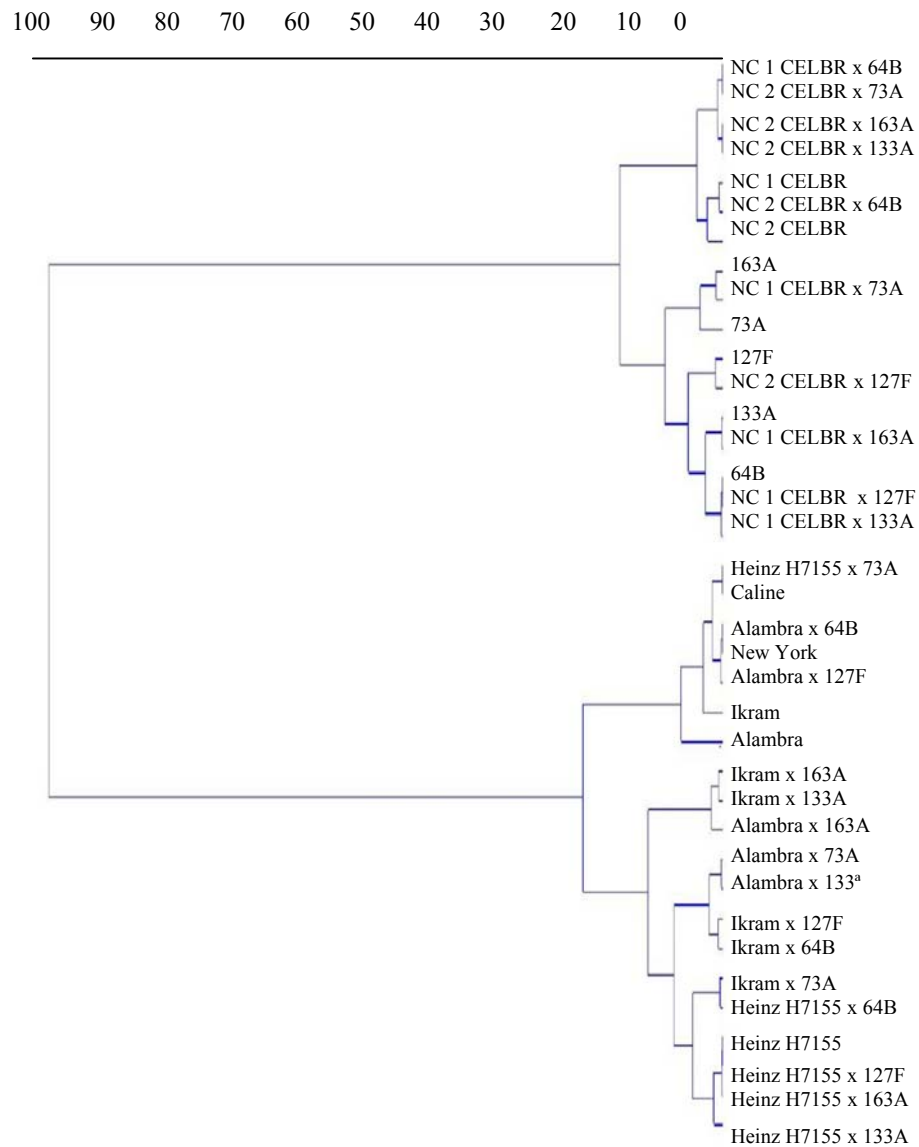 100 90 80 70 60 50 40 30 20 10 0
NC 1 CELBR x 64B
NC 2 CELBR x 73A
NC 2 CELBR x 163A
NC 2 CELBR x 133A
NC 1 CELBR
NC 2 CELBR x 64B
NC 2 CELBR
163A
NC 1 CELBR x 73A
73A
127F
NC 2 CELBR x 127F
133A
NC 1 CELBR x 163A
64B
NC 1 CELBR  x 127F
NC 1 CELBR x 133A
Heinz H7155 x 73A
Caline
Alambra x 64B
New York
Alambra x 127F
Ikram
Alambra
Ikram x 163A
Ikram x 133A
Alambra x 163A
Alambra x 73A
Alambra x 133ª
Ikram x 127F
Ikram x 64B
Ikram x 73A
Heinz H7155 x 64B
Heinz H7155
Heinz H7155 x 127F
Heinz H7155 x 163A
Heinz H7155 x 133A